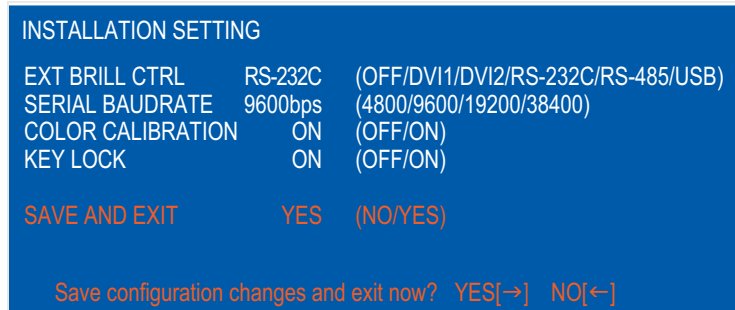 INSTALLATION SETTING
EXT BRILL CTRL RS-232C (OFF/DVI1/DVI2/RS-232C/RS-485/USB)
SERIAL BAUDRATE 9600bps (4800/9600/19200/38400)
COLOR CALIBRATION ON (OFF/ON)
KEY LOCK ON (OFF/ON)
SAVE AND EXIT YES (NO/YES)
Save configuration changes and exit now? YES[→] NO[←]